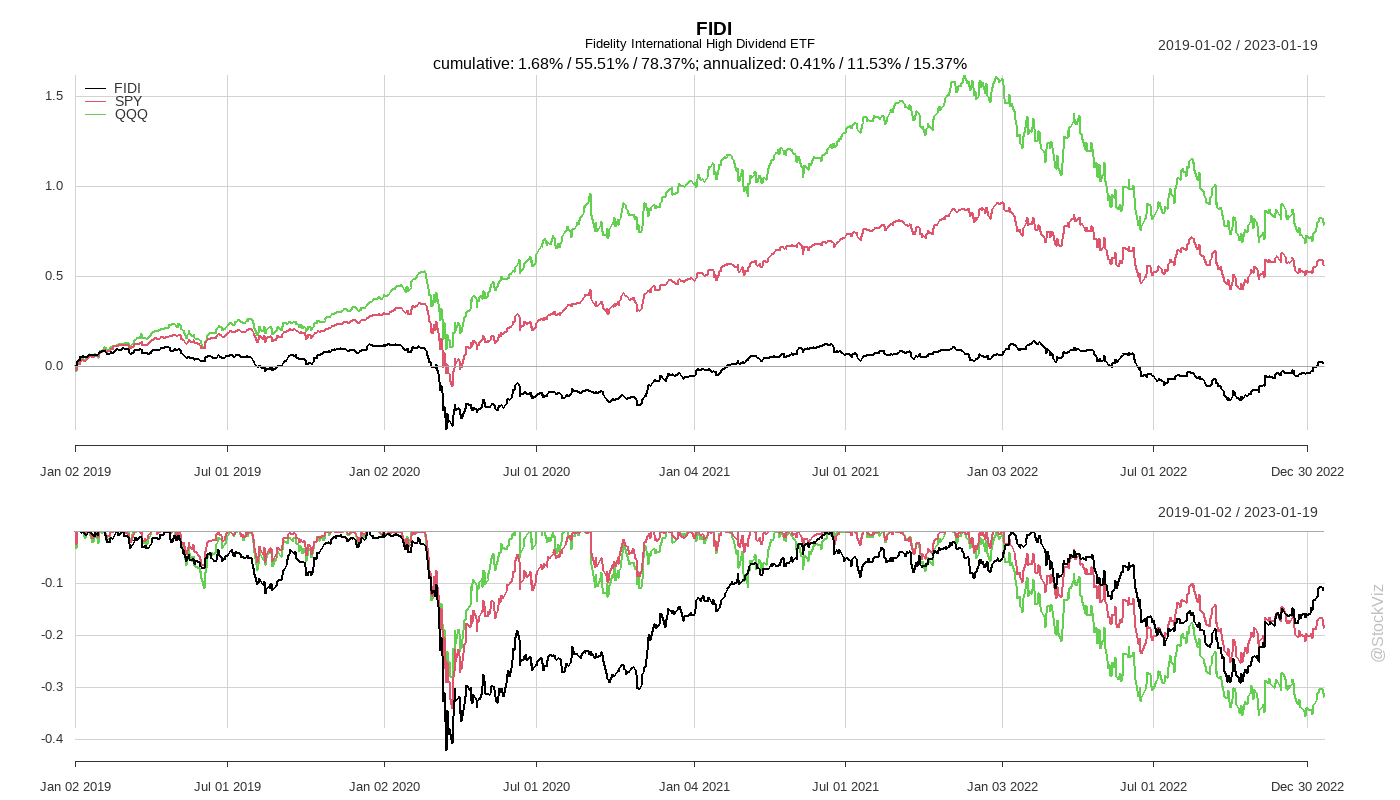 FIDI
Fidelity International High Dividend ETF
2019-01-02 / 2023-01-19
cumulative: 1.68% / 55.51% / 78.37%; annualized: 0.41% / 11.53% / 15.37%
FIDI
SPY
QQQ
1.5
1.0
0.5
0.0
Jan 02 2019 Jul 01 2019 Jan 02 2020 Jul 01 2020 Jan 04 2021 Jul 01 2021 Jan 03 2022 Jul 01 2022 Dec 30 2022
2019-01-02 / 2023-01-19
-0.1
-0.2
-0.3
-0.4
Jan 02 2019 Jul 01 2019 Jan 02 2020 Jul 01 2020 Jan 04 2021 Jul 01 2021 Jan 03 2022 Jul 01 2022 Dec 30 2022
@StockViz